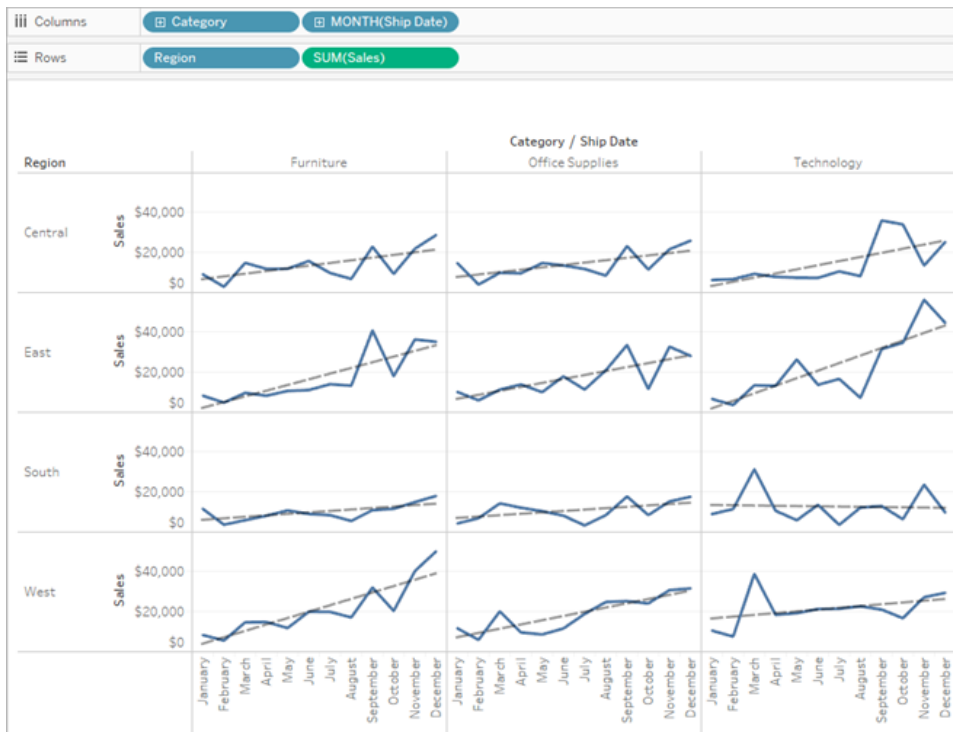 Columns Category MONTH(Ship Date)
Rows Region SUM(Sales)
Category / Ship Date
Region Furniture Office Supplies Technology
Central Sales $40,000 $20,000 $0
East Sales $40,000 $20,000 $0
South Sales $40,000 $20,000 $0
West Sales $40,000 $20,000 $0
January February March April May June July August September October November December January February March April May June July August September October November December January February March April May June July August September October November December